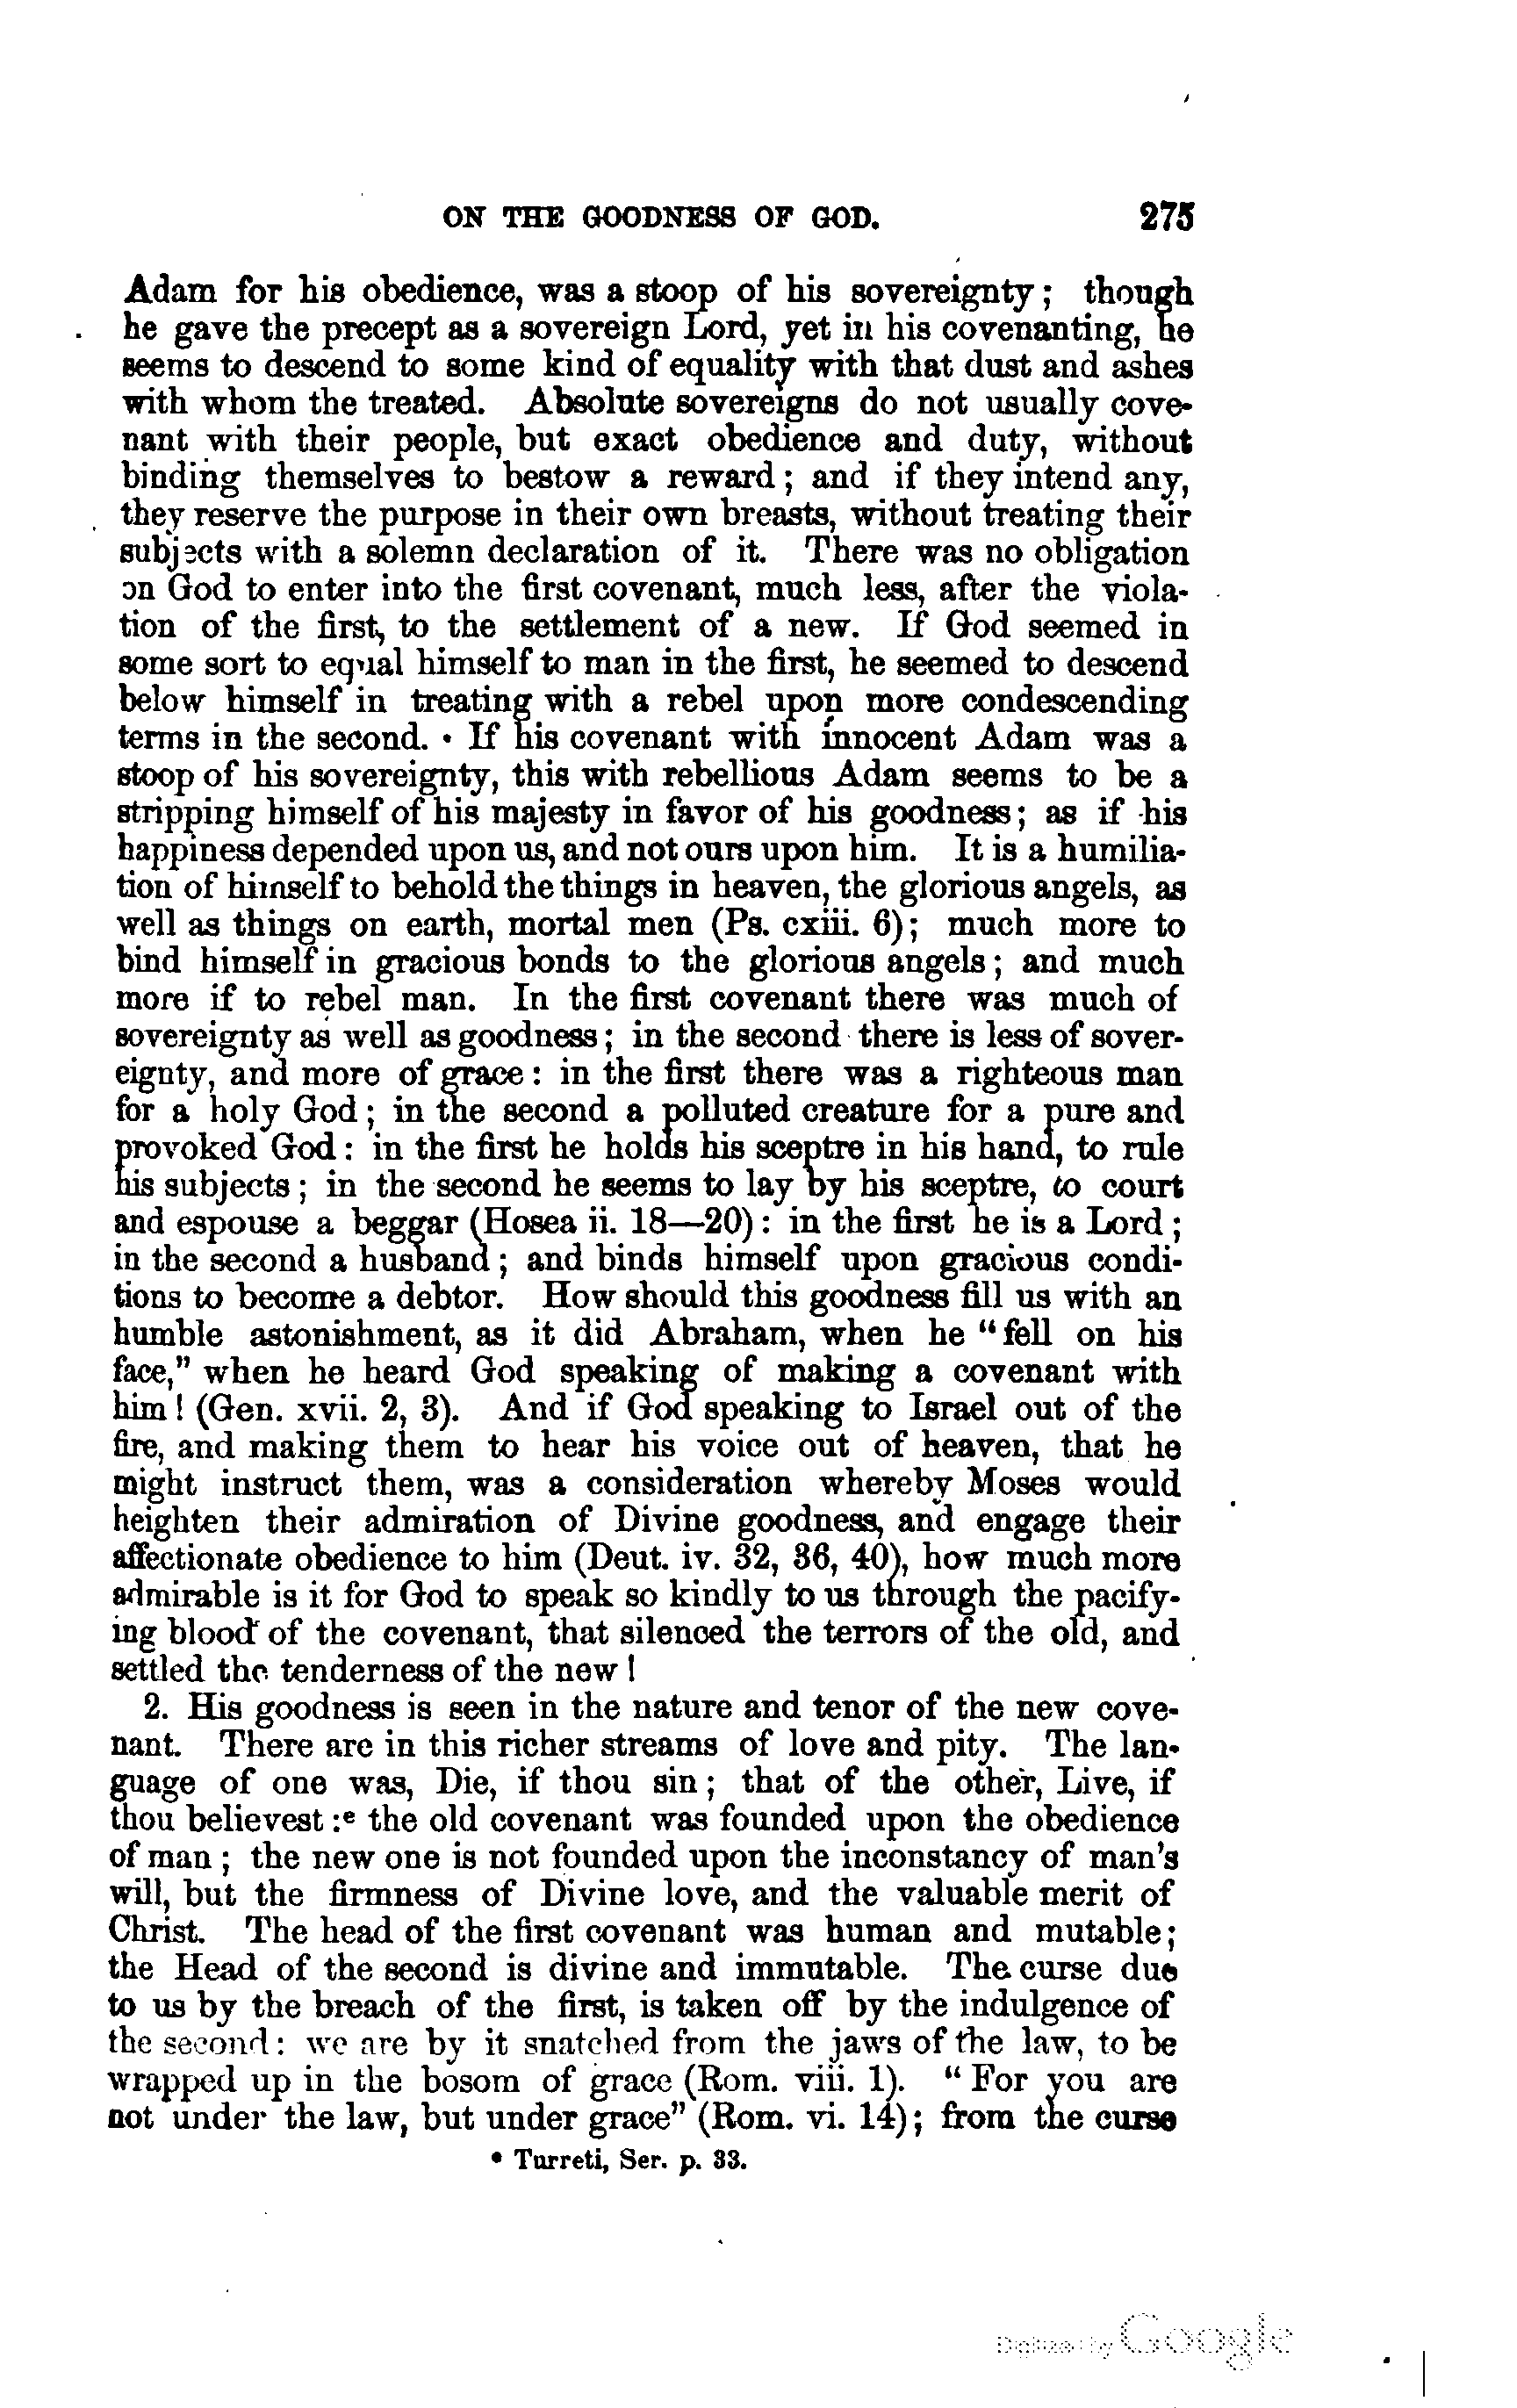 ON THE GOODNESS OF GOD. 275
Adam for his obedience, was a stoop of his sovereignty; though
he gave the precept as a sovereign Lord, yet in his covenanting, he
seems to descend to some kind of equality with that dust and ashes
with whom the treated. Absolute sovereigns do not usually cove-
nant with their people, but exact obedience and duty, without
binding themselves to bestow a reward; and if they intend any,
they reserve the purpose in their own breasts, without treating their
subjects with a solemn declaration of it. There was no obligation
on God to enter into the first covenant, much less, after the viola-
tion of the first, to the settlement of a new. If God seemed in
some sort to equal himself to man in the first, he seemed to descend
below himself in treating with a rebel upon more condescending
terms in the second. If his covenant with innocent Adam was a
stoop of his sovereignty, this with rebellious Adam seems to be a
stripping himself of his majesty in favor of his goodness; as if his
happiness depended upon us, and not ours upon him. It is a humilia-
tion of himself to behold the things in heaven, the glorious angels, as
well as things on earth, mortal men (Ps. cxiii. 6); much more to
bind himself in gracious bonds to the glorious angels; and much
more if to rebel man. In the first covenant there was much of
sovereignty as well as goodness; in the second there is less of sover-
eignty, and more of grace: in the first there was a righteous man
for a holy God; in the second a polluted creature for a pure and
provoked God: in the first he holds his sceptre in his hand, to rule
his subjects; in the second he seems to lay by his sceptre, to court
and espouse a beggar (Hosea ii. 18—20): in the first he is a Lord;
in the second a husband; and binds himself upon gracious condi-
tions to become a debtor. How should this goodness fill us with an
humble astonishment, as it did Abraham, when he "fell on his
face," when he heard God speaking of making a covenant with
him! (Gen. xvii. 2, 3). And if God speaking to Israel out of the
fire, and making them to hear his voice out of heaven, that he
might instruct them, was a consideration whereby Moses would
heighten their admiration of Divine goodness, and engage their
affectionate obedience to him (Deut. iv. 32, 36, 40), how much more
admirable is it for God to speak so kindly to us through the pacify-
ing blood of the covenant, that silenced the terrors of the old, and
settled the tenderness of the new!
2. His goodness is seen in the nature and tenor of the new cove-
nant. There are in this richer streams of love and pity. The lan-
guage of one was, Die, if thou sin; that of the other, Live, if
thou believest:e the old covenant was founded upon the obedience
of man; the new one is not founded upon the inconstancy of man's
will, but the firmness of Divine love, and the valuable merit of
Christ. The head of the first covenant was human and mutable;
the Head of the second is divine and immutable. The curse due
to us by the breach of the first, is taken off by the indulgence of
the second: we are by it snatched from the jaws of the law, to be
wrapped up in the bosom of grace (Rom. viii. 1). "For you are
not under the law, but under grace" (Rom. vi. 14); from the curse
e Turreti, Ser. p. 33.
Digitized by Google